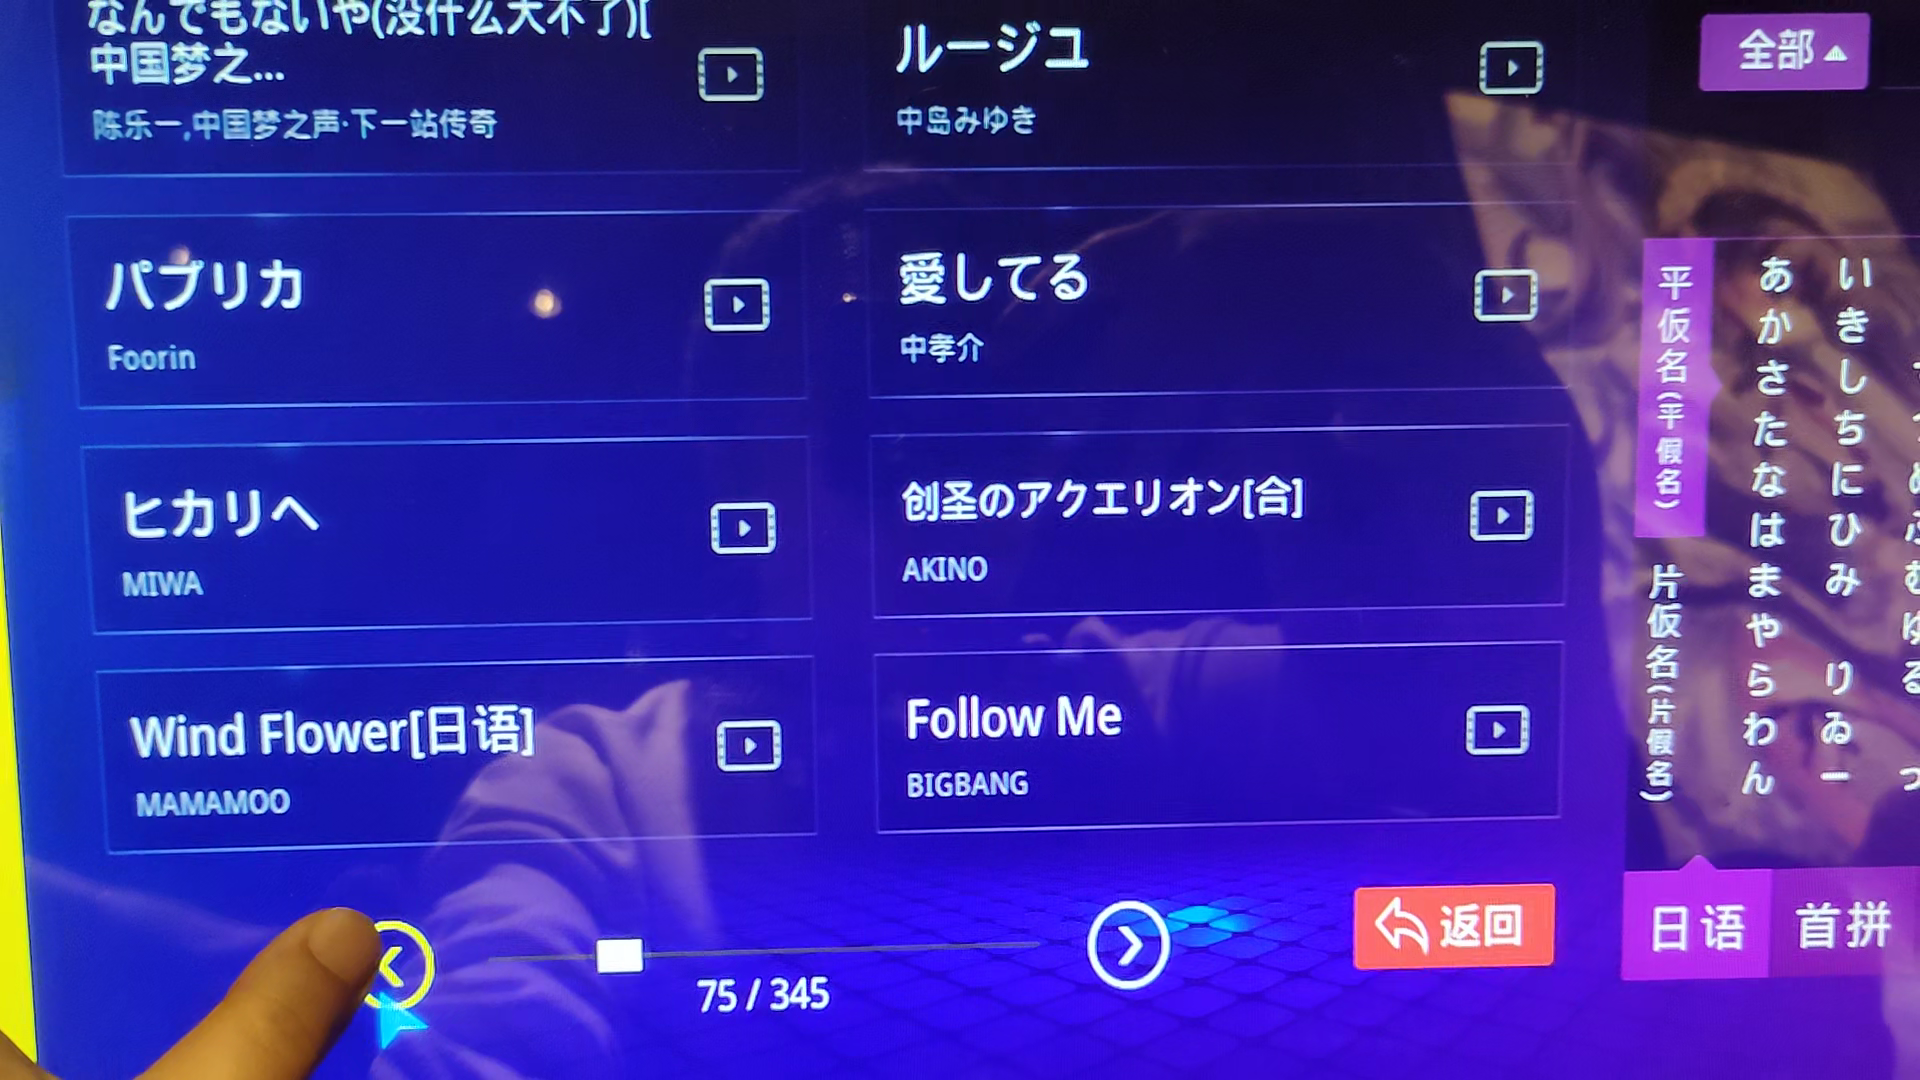 なんでもないや(没什么大不了)[
中国梦之...
陈乐一,中国梦之声·下一站传奇
ルージユ
中岛みゆき
パブリカ
Foorin
愛してる
中孝介
ヒカリへ
MIWA
创圣のアクエリオン[合]
AKINO
Wind Flower[日语]
MAMAMOO
Follow Me
BIGBANG
75 / 345
返回
全部
平仮名(平假名)
片仮名(片假名)
あかさたなはまやらわん
いきしちにひみ りゐー
日语
首拼